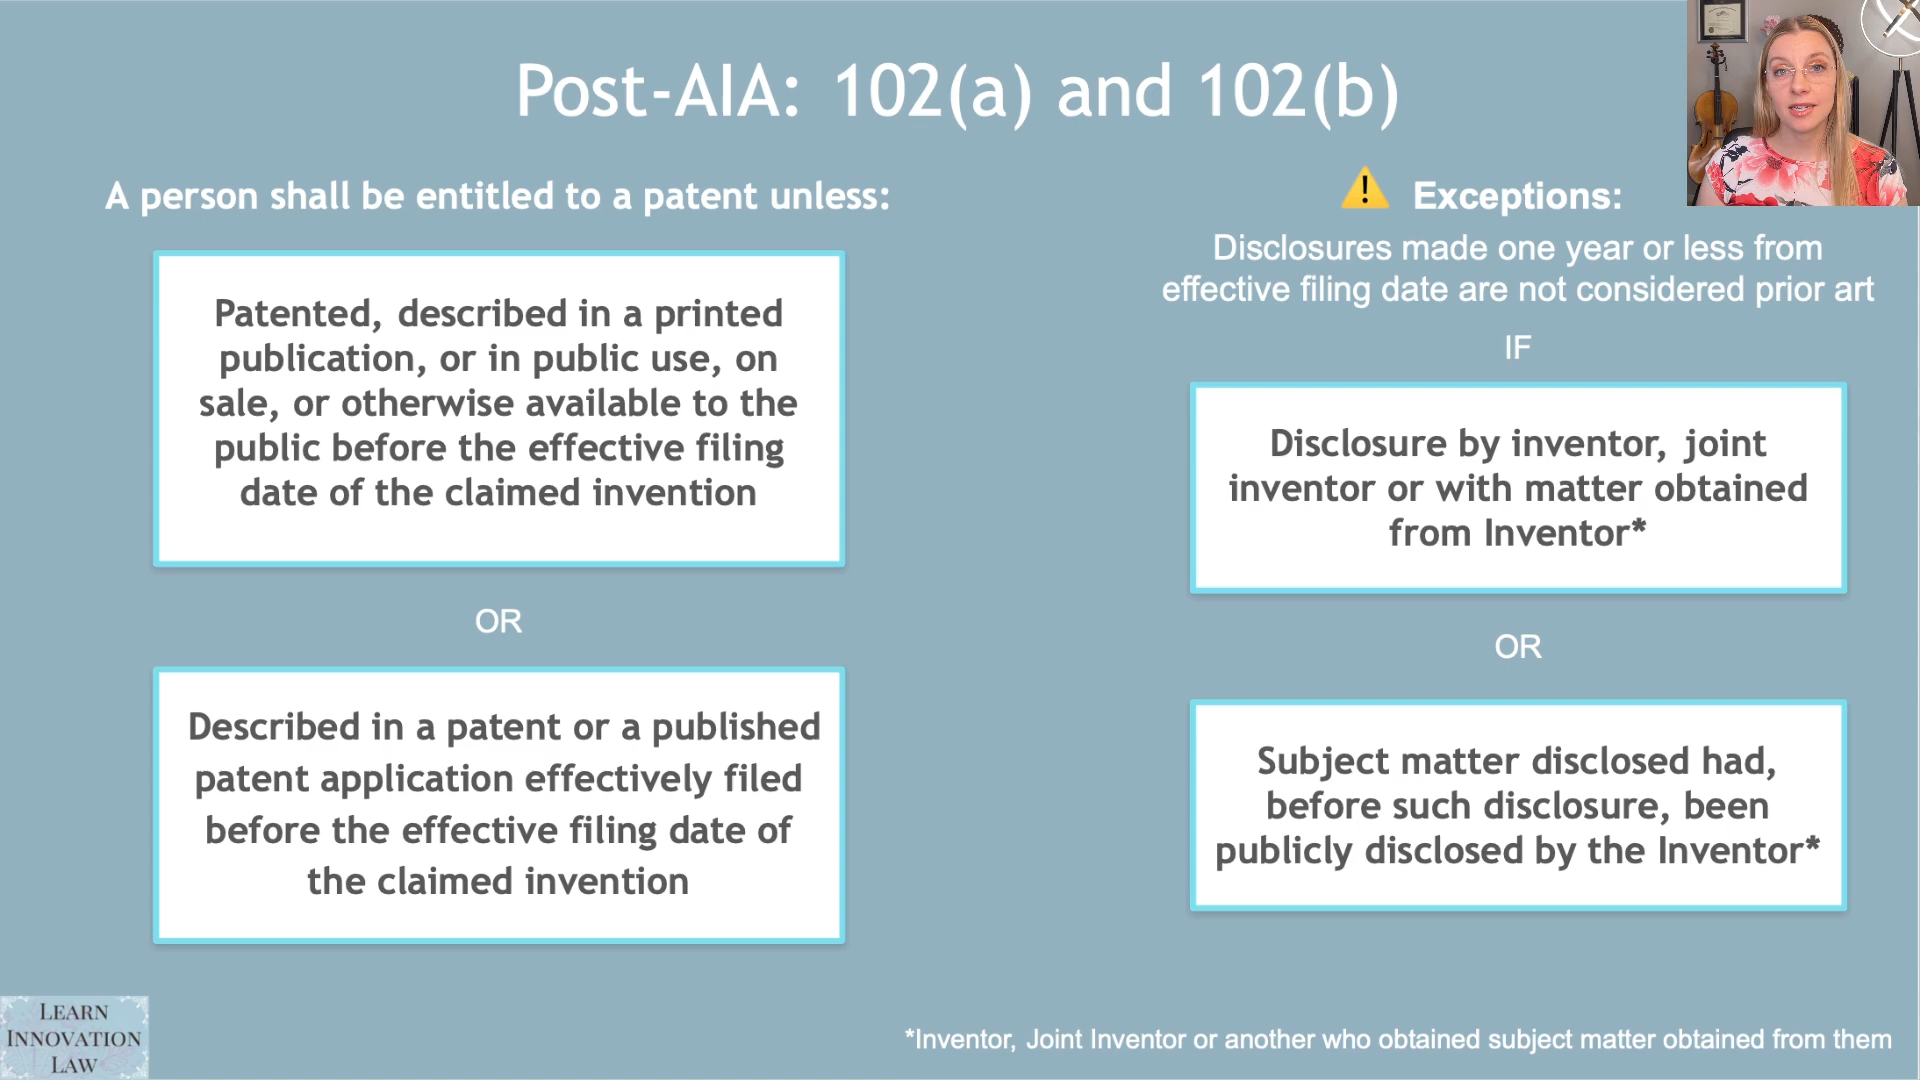 Post-AIA: 102(a) and 102(b)
A person shall be entitled to a patent unless:
Patented, described in a printed
publication, or in public use, on
sale, or otherwise available to the
public before the effective filing
date of the claimed invention
OR
Described in a patent or a published
patent application effectively filed
before the effective filing date of
the claimed invention
Exceptions:
Disclosures made one year or less from
effective filing date are not considered prior art
IF
Disclosure by inventor, joint
inventor or with matter obtained
from Inventor*
OR
Subject matter disclosed had,
before such disclosure, been
publicly disclosed by the Inventor*
LEARN
INNOVATION
LAW
*Inventor, Joint Inventor or another who obtained subject matter obtained from them